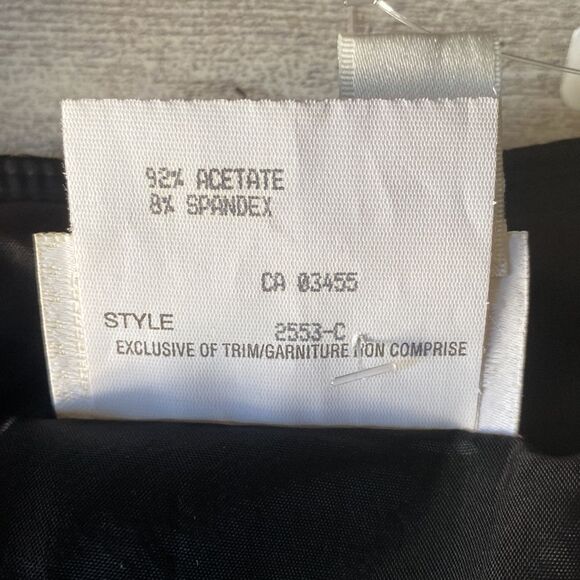 92% ACETATE
8% SPANDEX
CA 03455
STYLE 2553-C
EXCLUSIVE OF TRIM/GARNITURE NON COMPRISE